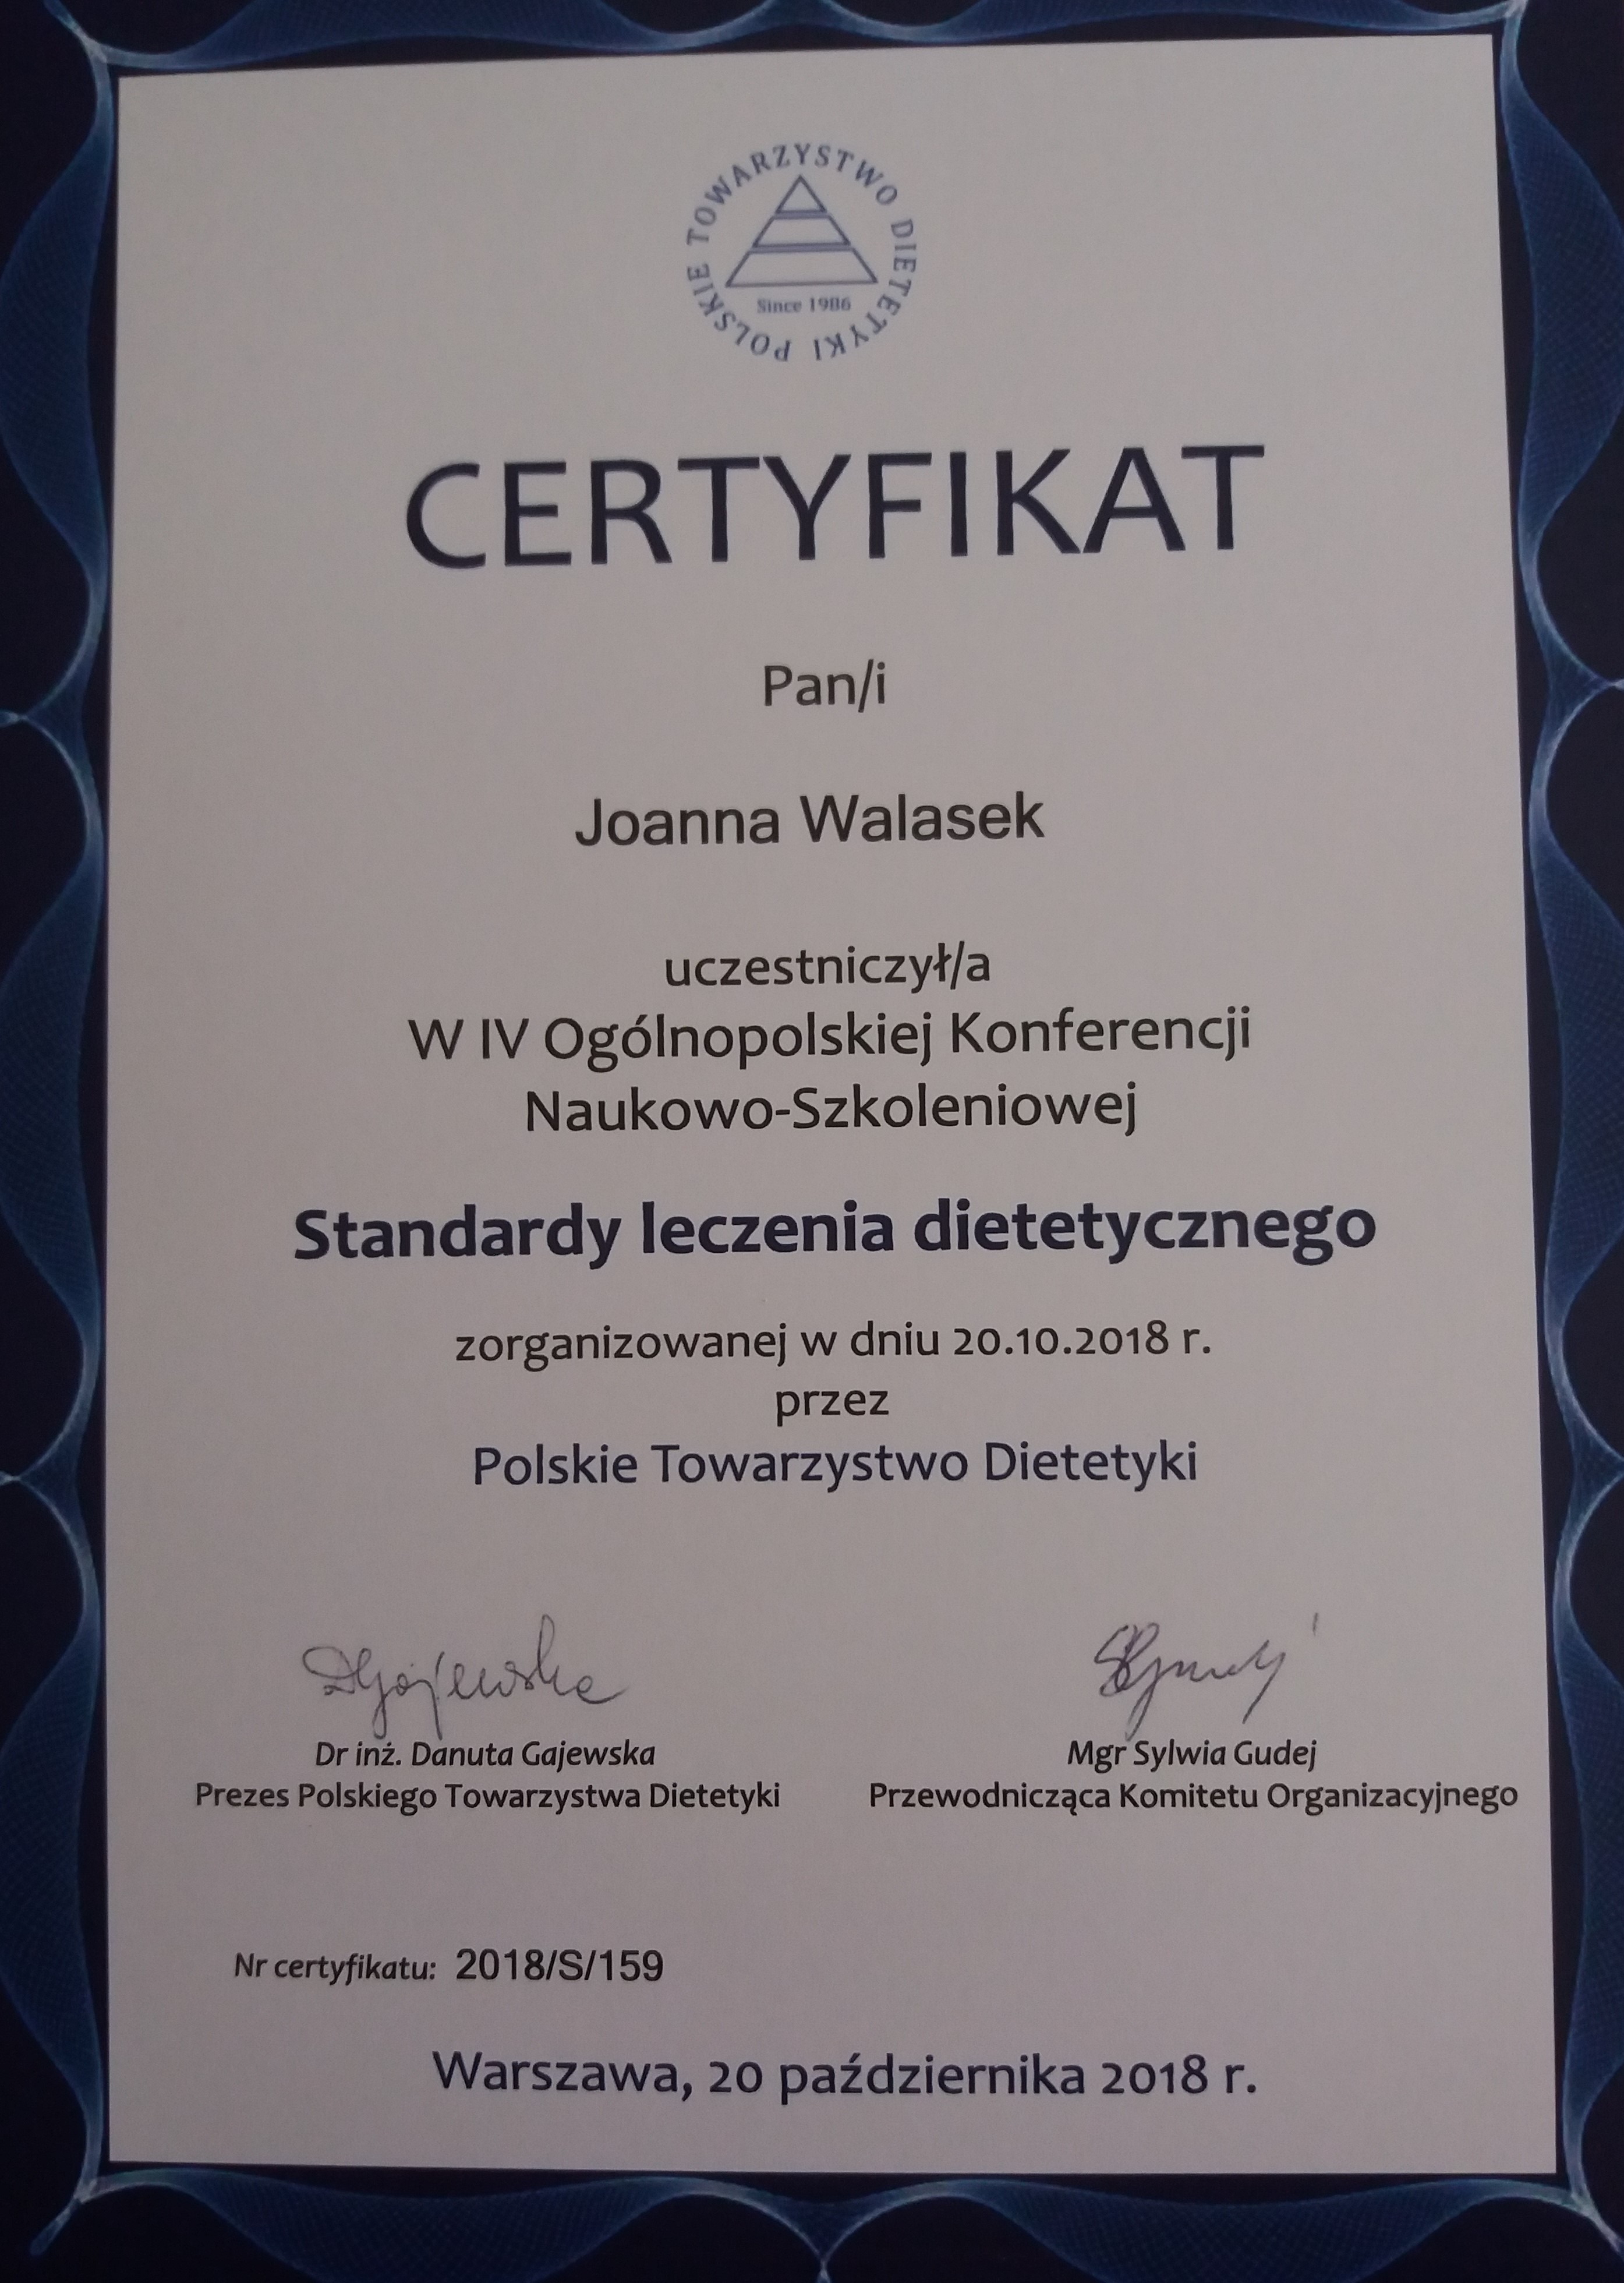 POLSKIE TOWARZYSTWO DIETETYKI
Since 1986
CERTYFIKAT
Pan/i
Joanna Walasek
uczestniczył/a
W IV Ogólnopolskiej Konferencji
Naukowo-Szkoleniowej
Standardy leczenia dietetycznego
zorganizowanej w dniu 20.10.2018 r.
przez
Polskie Towarzystwo Dietetyki
DGajewska
Dr inż. Danuta Gajewska
Prezes Polskiego Towarzystwa Dietetyki
Mgr Sylwia Gudej
Przewodnicząca Komitetu Organizacyjnego
Nr certyfikatu: 2018/S/159
Warszawa, 20 października 2018 r.